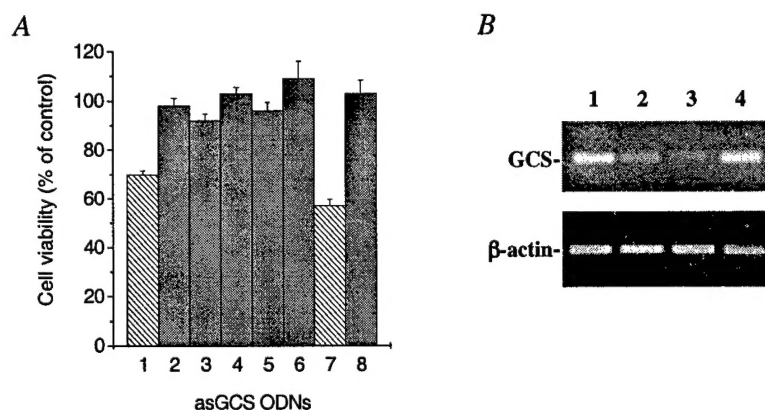 A
Cell viability (% of control)
120
100
80
60
40
20
0
1 2 3 4 5 6 7 8
asGCS ODNs
B
1 2 3 4
GCS-
β-actin-